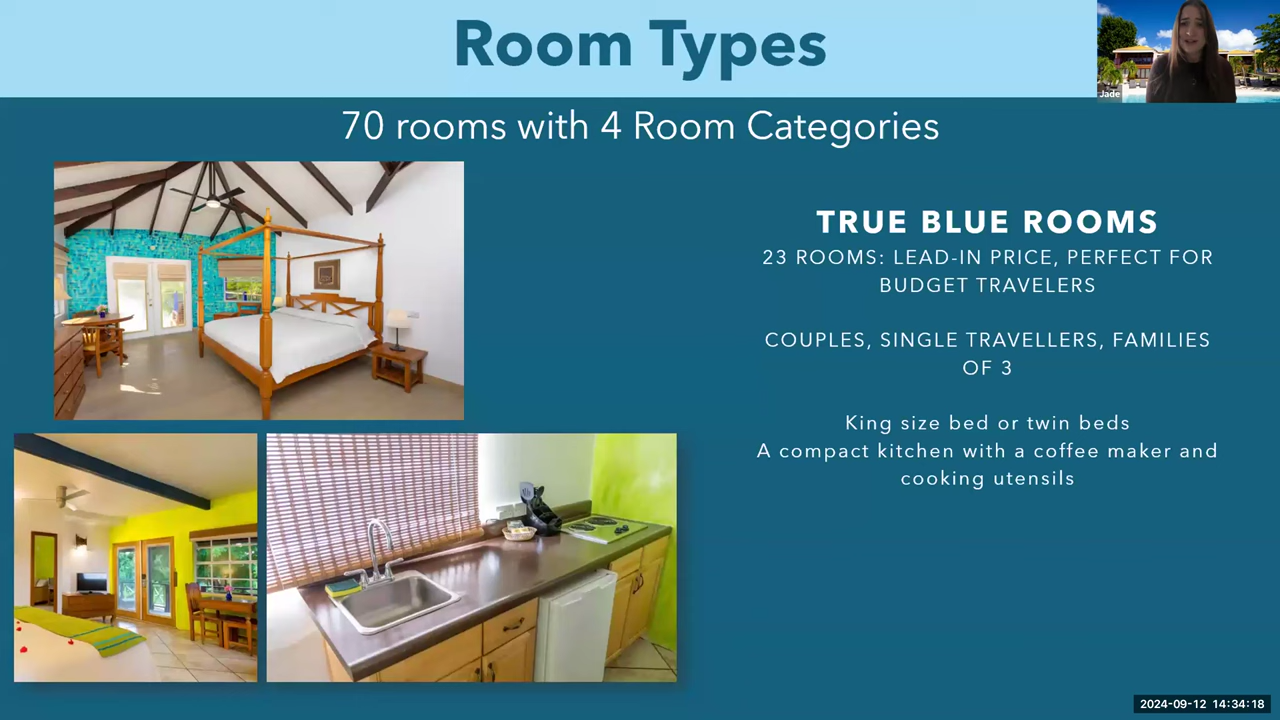 Room Types
Jade
70 rooms with 4 Room Categories
TRUE BLUE ROOMS
23 ROOMS: LEAD-IN PRICE, PERFECT FOR
BUDGET TRAVELERS
COUPLES, SINGLE TRAVELLERS, FAMILIES
OF 3
King size bed or twin beds
A compact kitchen with a coffee maker and
cooking utensils
2024-09-12 14:34:18